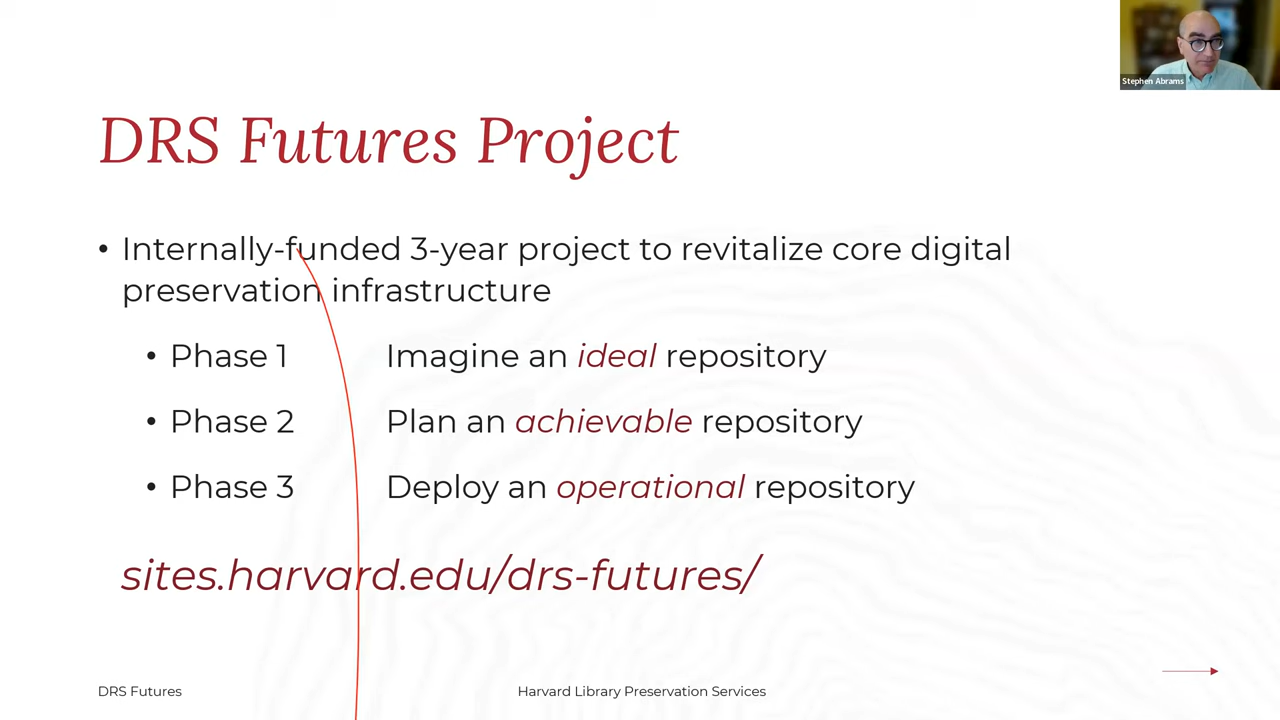 Stephen Abrams
DRS Futures Project
• Internally-funded 3-year project to revitalize core digital
preservation infrastructure
• Phase 1 Imagine an ideal repository
• Phase 2 Plan an achievable repository
• Phase 3 Deploy an operational repository
sites.harvard.edu/drs-futures/
DRS Futures Harvard Library Preservation Services